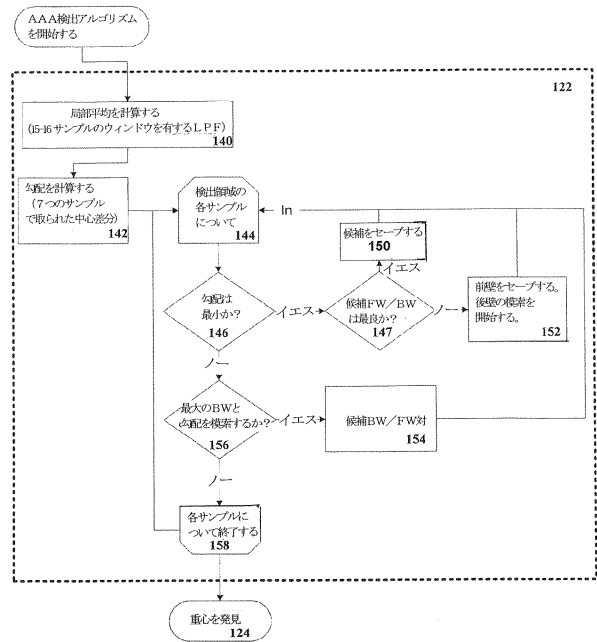 AAA検出アルゴリズム
を開始する
122
局部平均を計算する
(15-16サンプルのウィンドウを有するLPF)
140
勾配を計算する
(7つのサンプル
で取られた中心差分)
142
検出領域の
各サンプル
について
144
In
候補をセーブする
150
イエス
勾配は
最小か?
146
イエス
候補FW/BW
は最良か?
147
ノー
前壁をセーブする。
後壁の模索を
開始する。
152
ノー
最大のBWと
勾配を模索するか?
156
イエス
候補BW/FW対
154
ノー
各サンプルに
ついて終了する
158
重心を発見
124